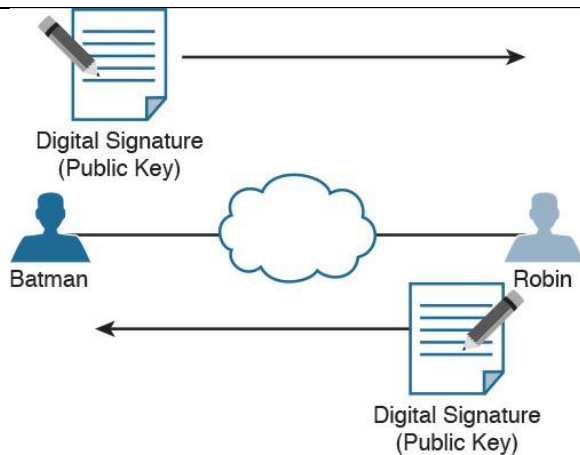 Digital Signature
(Public Key)
Batman
Robin
Digital Signature
(Public Key)